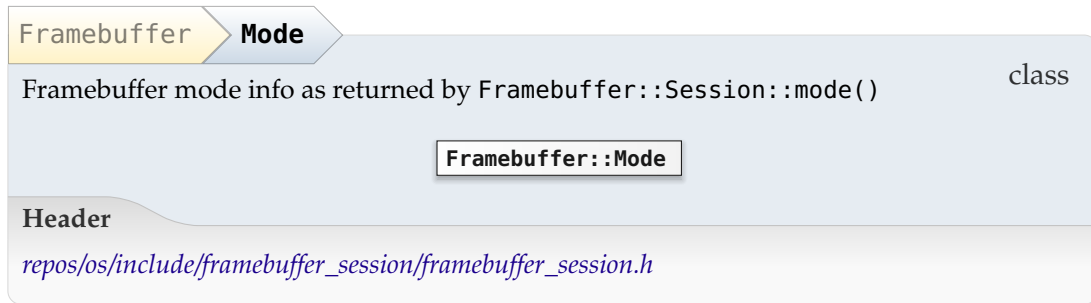 Framebuffer Mode
class
Framebuffer mode info as returned by Framebuffer::Session::mode()
Framebuffer::Mode
Header
repos/os/include/framebuffer_session/framebuffer_session.h